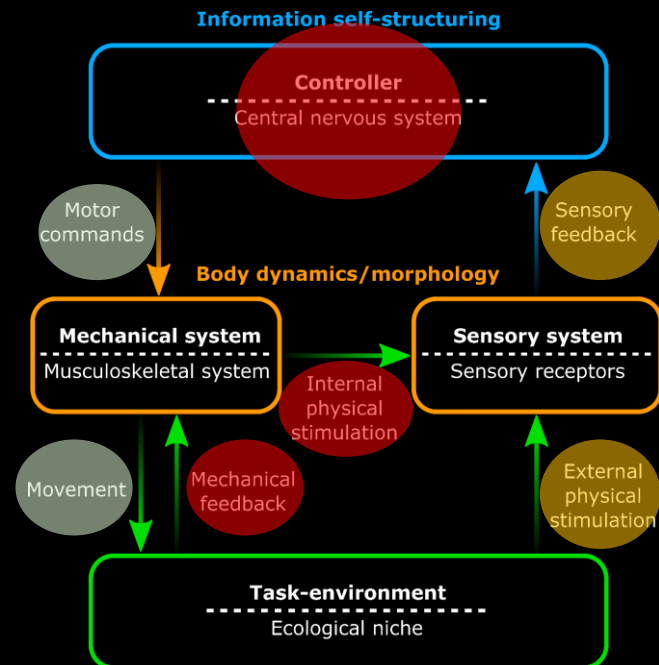 Information self-structuring
Controller
Central nervous system
Motor
commands
Sensory
feedback
Body dynamics/morphology
Mechanical system
Musculoskeletal system
Sensory system
Sensory receptors
Internal
physical
stimulation
Movement
Mechanical
feedback
External
physical
stimulation
Task-environment
Ecological niche